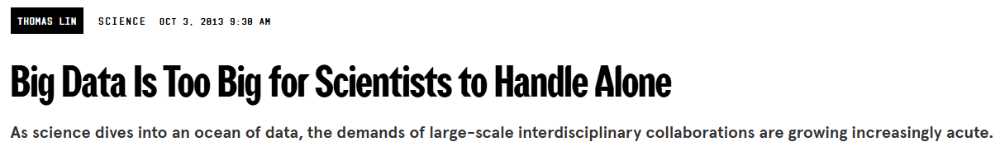 THOMAS LIN SCIENCE OCT 3, 2013 9:30 AM
Big Data Is Too Big for Scientists to Handle Alone
As science dives into an ocean of data, the demands of large-scale interdisciplinary collaborations are growing increasingly acute.